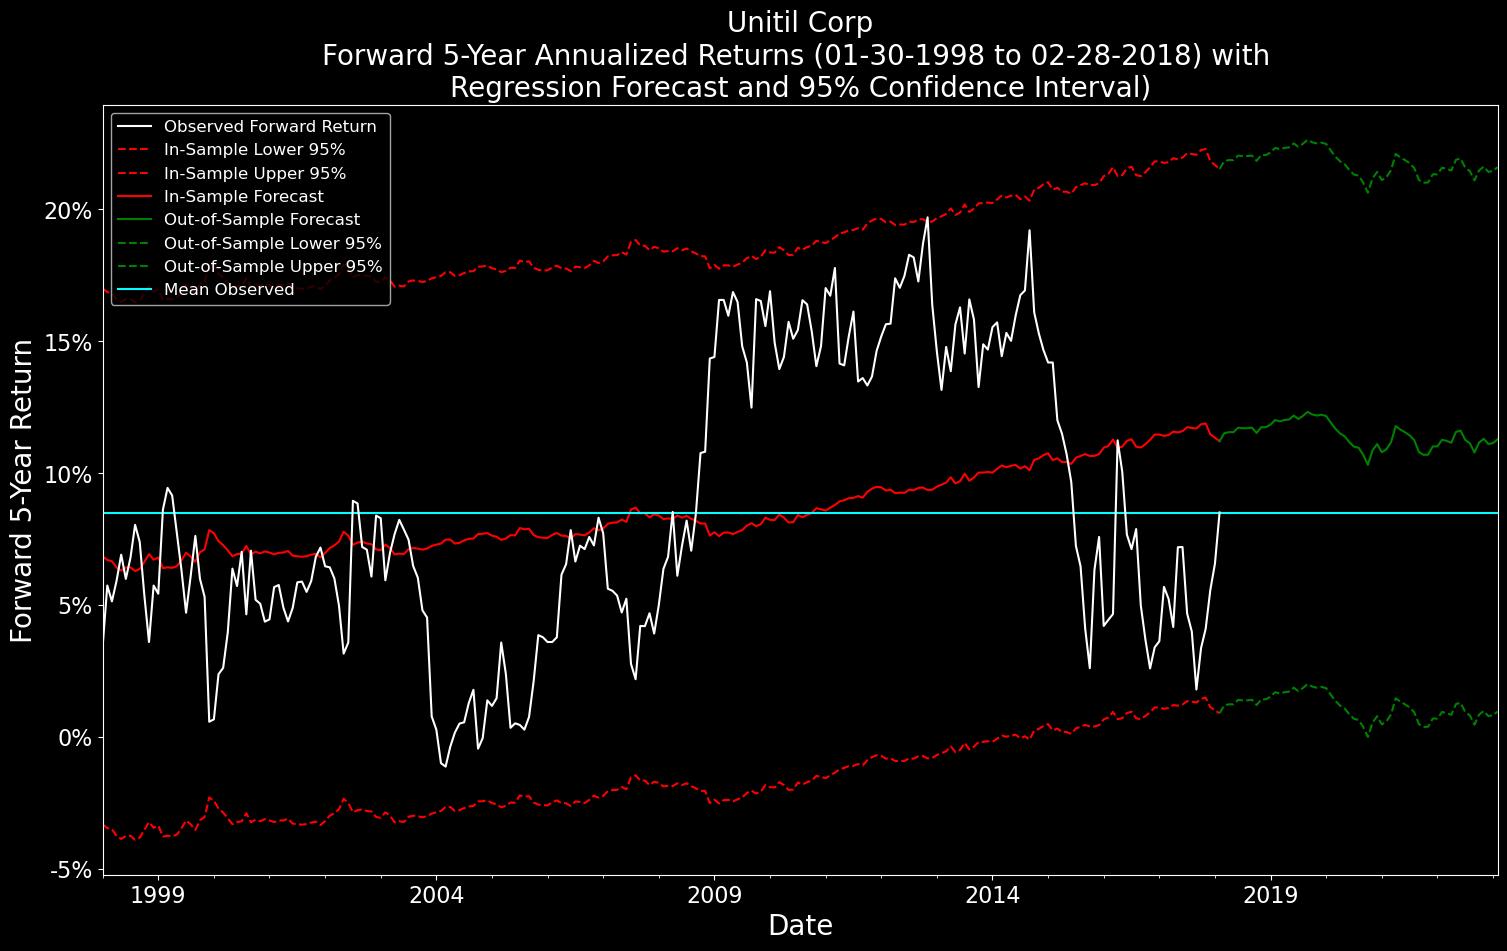 Unitil Corp
Forward 5-Year Annualized Returns (01-30-1998 to 02-28-2018) with
Regression Forecast and 95% Confidence Interval)
Observed Forward Return
In-Sample Lower 95%
In-Sample Upper 95%
In-Sample Forecast
Out-of-Sample Forecast
Out-of-Sample Lower 95%
Out-of-Sample Upper 95%
Mean Observed
Forward 5-Year Return
20%
15%
10%
5%
0%
-5%
1999 2004 2009 2014 2019
Date